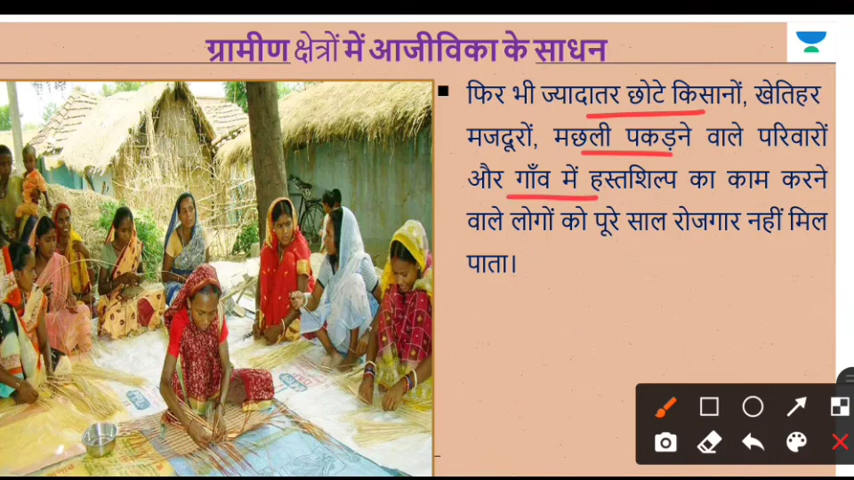 ग्रामीण क्षेत्रों में आजीविका के साधन
फिर भी ज्यादातर छोटे किसानों, खेतिहर
मजदूरों, मछली पकड़ने वाले परिवारों
और गाँव में हस्तशिल्प का काम करने
वाले लोगों को पूरे साल रोजगार नहीं मिल
पाता।